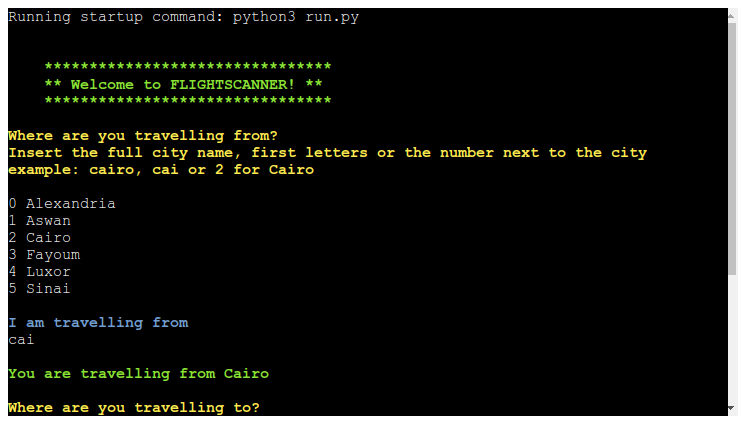 Running startup command: python3 run.py
*********************************
** Welcome to FLIGHTSCANNER! **
*********************************
Where are you travelling from?
Insert the full city name, first letters or the number next to the city
example: cairo, cai or 2 for Cairo
0 Alexandria
1 Aswan
2 Cairo
3 Fayoum
4 Luxor
5 Sinai
I am travelling from
cai
You are travelling from Cairo
Where are you travelling to?